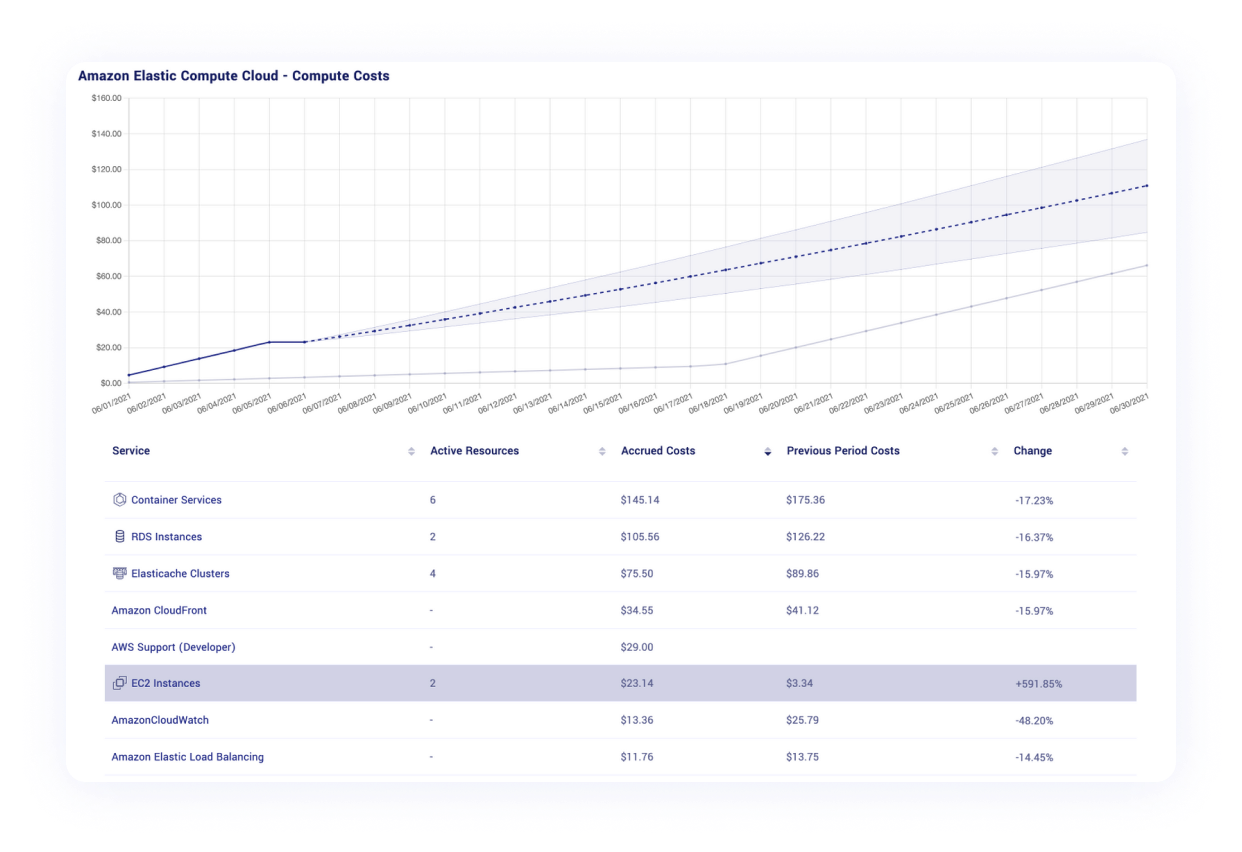 Amazon Elastic Compute Cloud - Compute Costs
$160.00
$140.00
$120.00
$100.00
$80.00
$60.00
$40.00
$20.00
$0.00
06/01/2021 06/02/2021 06/03/2021 06/04/2021 06/05/2021 06/06/2021 06/07/2021 06/08/2021 06/09/2021 06/10/2021 06/11/2021 06/12/2021 06/13/2021 06/14/2021 06/15/2021 06/16/2021 06/17/2021 06/18/2021 06/19/2021 06/20/2021 06/21/2021 06/22/2021 06/23/2021 06/24/2021 06/25/2021 06/26/2021 06/27/2021 06/28/2021 06/29/2021 06/30/2021
Service Active Resources Accrued Costs Previous Period Costs Change
Container Services 6 $145.14 $175.36 -17.23%
RDS Instances 2 $105.56 $126.22 -16.37%
Elasticache Clusters 4 $75.50 $89.86 -15.97%
Amazon CloudFront - $34.55 $41.12 -15.97%
AWS Support (Developer) - $29.00
EC2 Instances 2 $23.14 $3.34 +591.85%
AmazonCloudWatch - $13.36 $25.79 -48.20%
Amazon Elastic Load Balancing - $11.76 $13.75 -14.45%